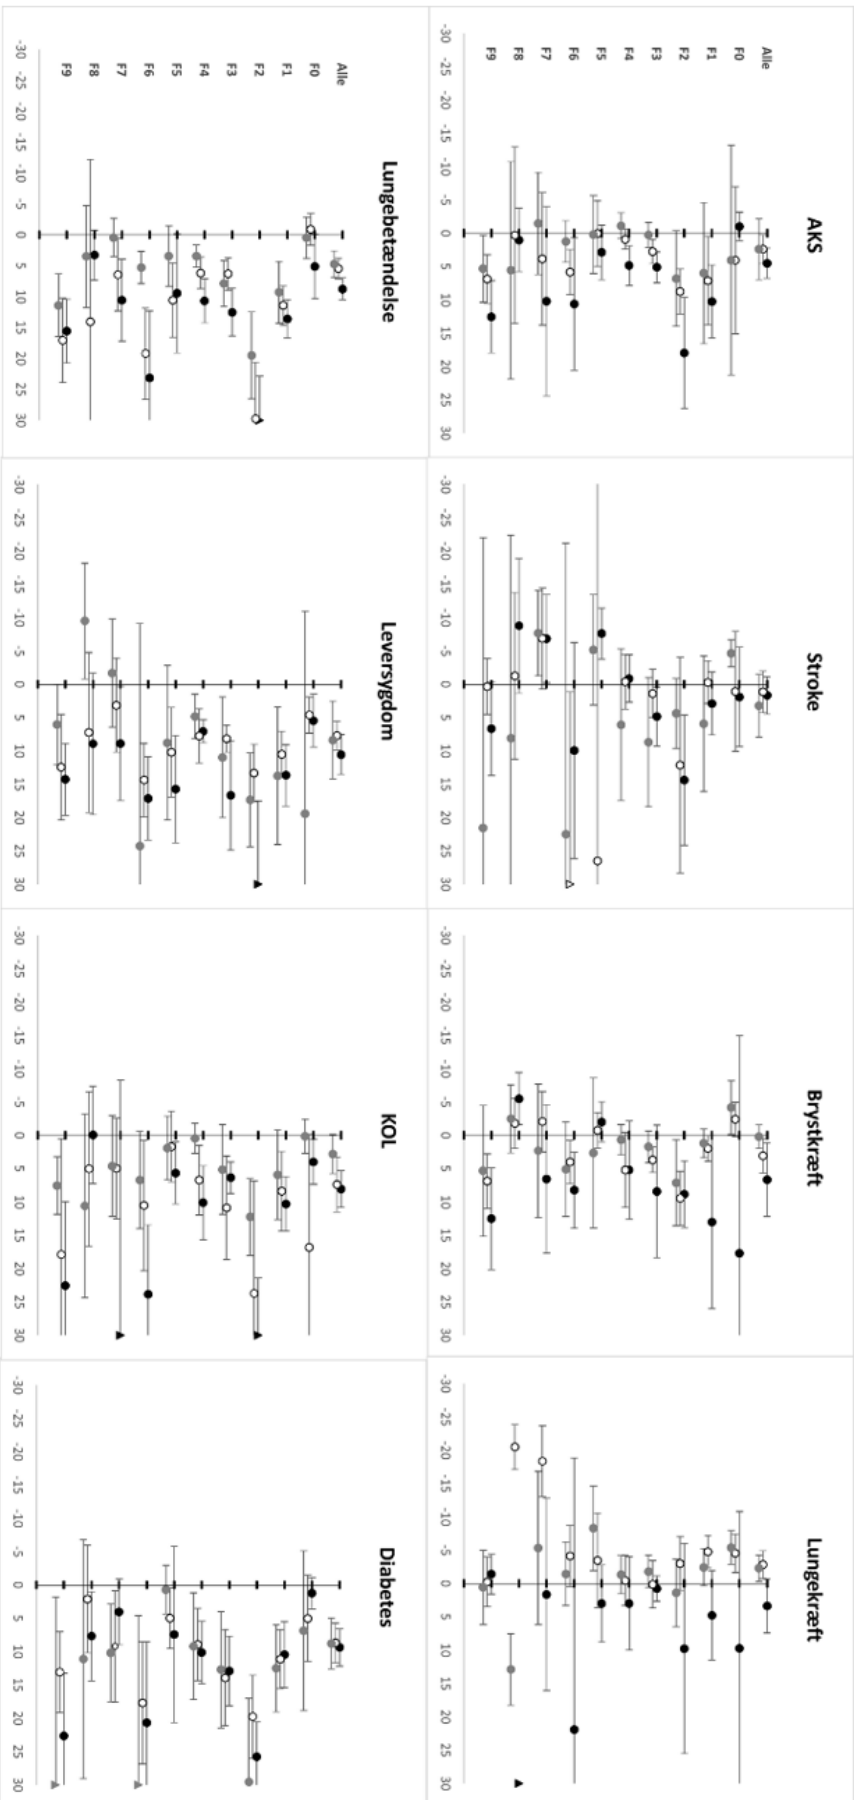 AKS Stroke Brystkræft Lungekræft
Alle
F0
F1
F2
F3
F4
F5
F6
F7
F8
F9
-30 -25 -20 -15 -10 -5 0 5 10 15 20 25 30 -30 -25 -20 -15 -10 -5 0 5 10 15 20 25 30 -30 -25 -20 -15 -10 -5 0 5 10 15 20 25 30 -30 -25 -20 -15 -10 -5 0 5 10 15 20 25 30
Lungebetændelse Leversygdom KOL Diabetes
Alle
F0
F1
F2
F3
F4
F5
F6
F7
F8
F9
-30 -25 -20 -15 -10 -5 0 5 10 15 20 25 30 -30 -25 -20 -15 -10 -5 0 5 10 15 20 25 30 -30 -25 -20 -15 -10 -5 0 5 10 15 20 25 30 -30 -25 -20 -15 -10 -5 0 5 10 15 20 25 30